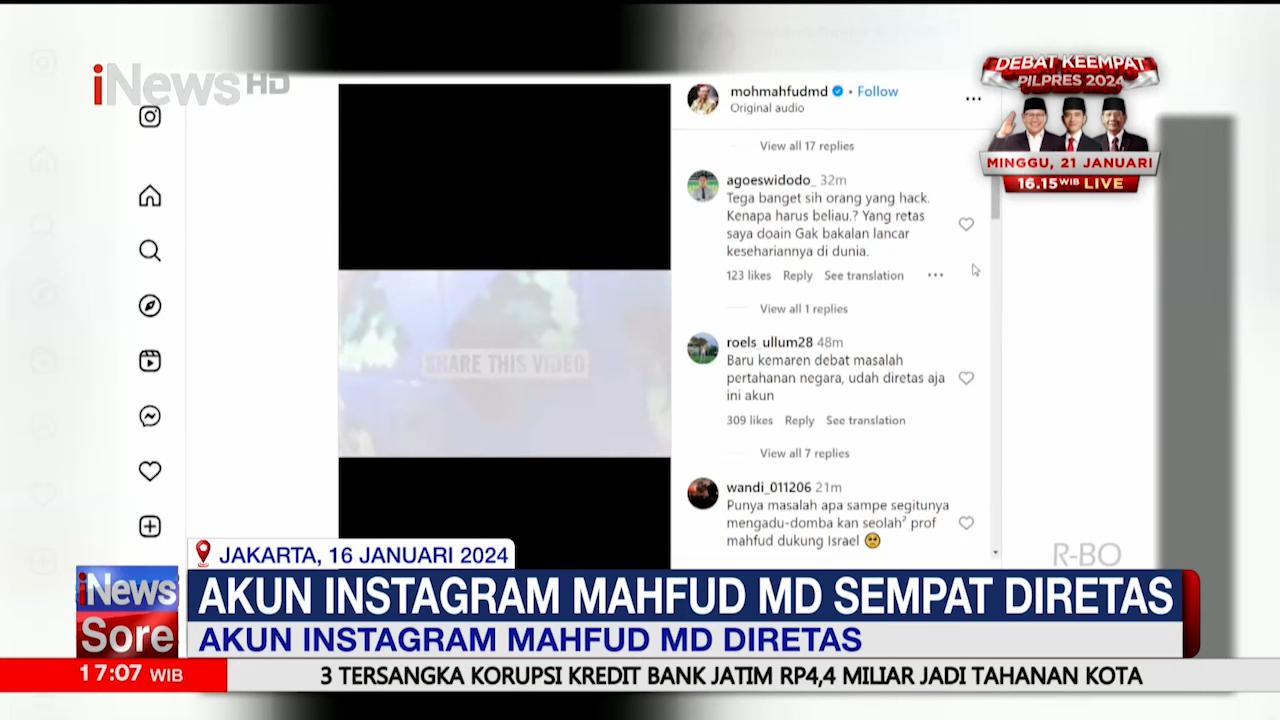 iNews HD
DEBAT KEEMPAT
PILPRES 2024
MINGGU, 21 JANUARI
16.15 WIB LIVE
mohmahfudmd • Follow
Original audio
View all 17 replies
agoeswidodo_ 32m
Tega banget sih orang yang hack.
Kenapa harus beliau.? Yang retas
saya doain Gak bakalan lancar
keseharian​nya di dunia.
123 likes Reply See translation
View all 1 replies
SHARE THIS VIDEO
roels_ullum28 48m
Baru kemaren debat masalah
pertahanan negara, udah diretas aja
ini akun
309 likes Reply See translation
View all 7 replies
wandi_011206 21m
Punya masalah apa sampe segitunya
mengadu-domba kan seolah² prof
mahfud dukung Israel 🥺
R-BO
JAKARTA, 16 JANUARI 2024
iNews
Sore
AKUN INSTAGRAM MAHFUD MD SEMPAT DIRETAS
AKUN INSTAGRAM MAHFUD MD DIRETAS
17:07 WIB
3 TERSANGKA KORUPSI KREDIT BANK JATIM RP4,4 MILIAR JADI TAHANAN KOTA